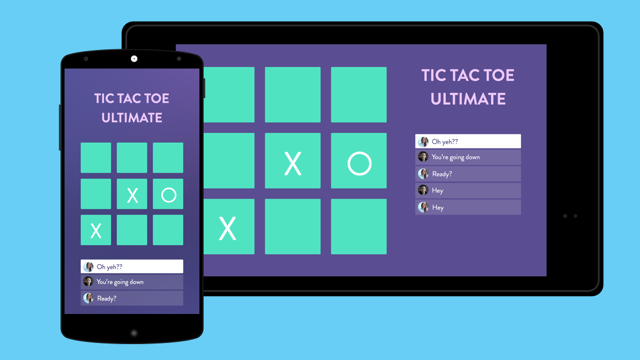 TIC TAC TOE
ULTIMATE
X O
X
Oh yeh??
You're going down
Ready?
X O
X
TIC TAC TOE
ULTIMATE
Oh yeh??
You're going down
Ready?
Hey
Hey